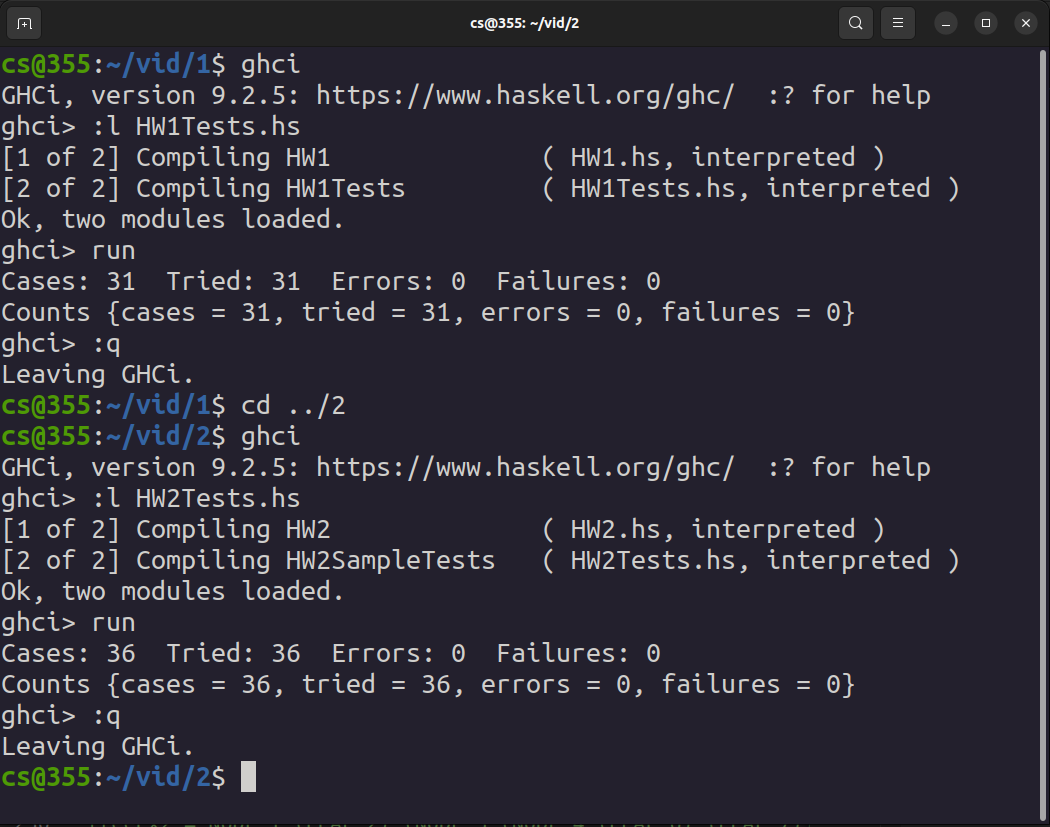 cs@355: ~/vid/2
cs@355:~/vid/1$ ghci
GHCi, version 9.2.5: https://www.haskell.org/ghc/  :? for help
ghci> :l HW1Tests.hs
[1 of 2] Compiling HW1              ( HW1.hs, interpreted )
[2 of 2] Compiling HW1Tests         ( HW1Tests.hs, interpreted )
Ok, two modules loaded.
ghci> run
Cases: 31  Tried: 31  Errors: 0  Failures: 0
Counts {cases = 31, tried = 31, errors = 0, failures = 0}
ghci> :q
Leaving GHCi.
cs@355:~/vid/1$ cd ../2
cs@355:~/vid/2$ ghci
GHCi, version 9.2.5: https://www.haskell.org/ghc/  :? for help
ghci> :l HW2Tests.hs
[1 of 2] Compiling HW2              ( HW2.hs, interpreted )
[2 of 2] Compiling HW2SampleTests   ( HW2Tests.hs, interpreted )
Ok, two modules loaded.
ghci> run
Cases: 36  Tried: 36  Errors: 0  Failures: 0
Counts {cases = 36, tried = 36, errors = 0, failures = 0}
ghci> :q
Leaving GHCi.
cs@355:~/vid/2$